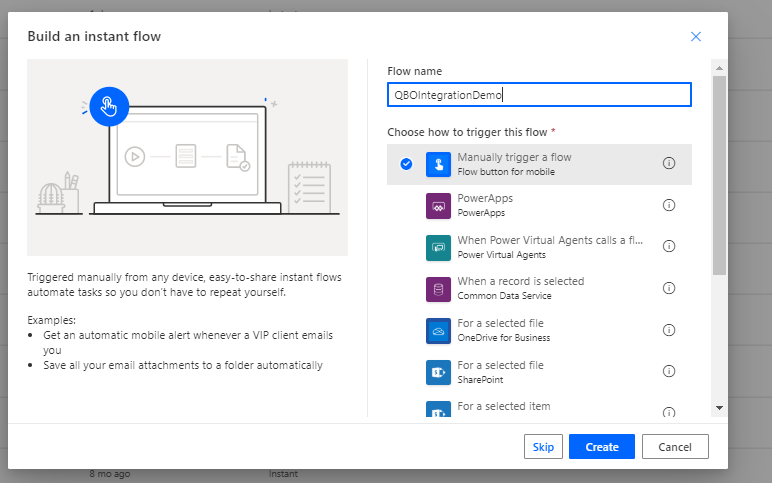 Build an instant flow
Flow name
QBOIntegrationDemo
Choose how to trigger this flow *
Manually trigger a flow
Flow button for mobile
PowerApps
PowerApps
When Power Virtual Agents calls a fl...
Power Virtual Agents
When a record is selected
Common Data Service
For a selected file
OneDrive for Business
For a selected file
SharePoint
For a selected item
Triggered manually from any device, easy-to-share instant flows
automate tasks so you don't have to repeat yourself.
Examples:
• Get an automatic mobile alert whenever a VIP client emails
you
• Save all your email attachments to a folder automatically
Skip
Create
Cancel
8 mo ago
Instant